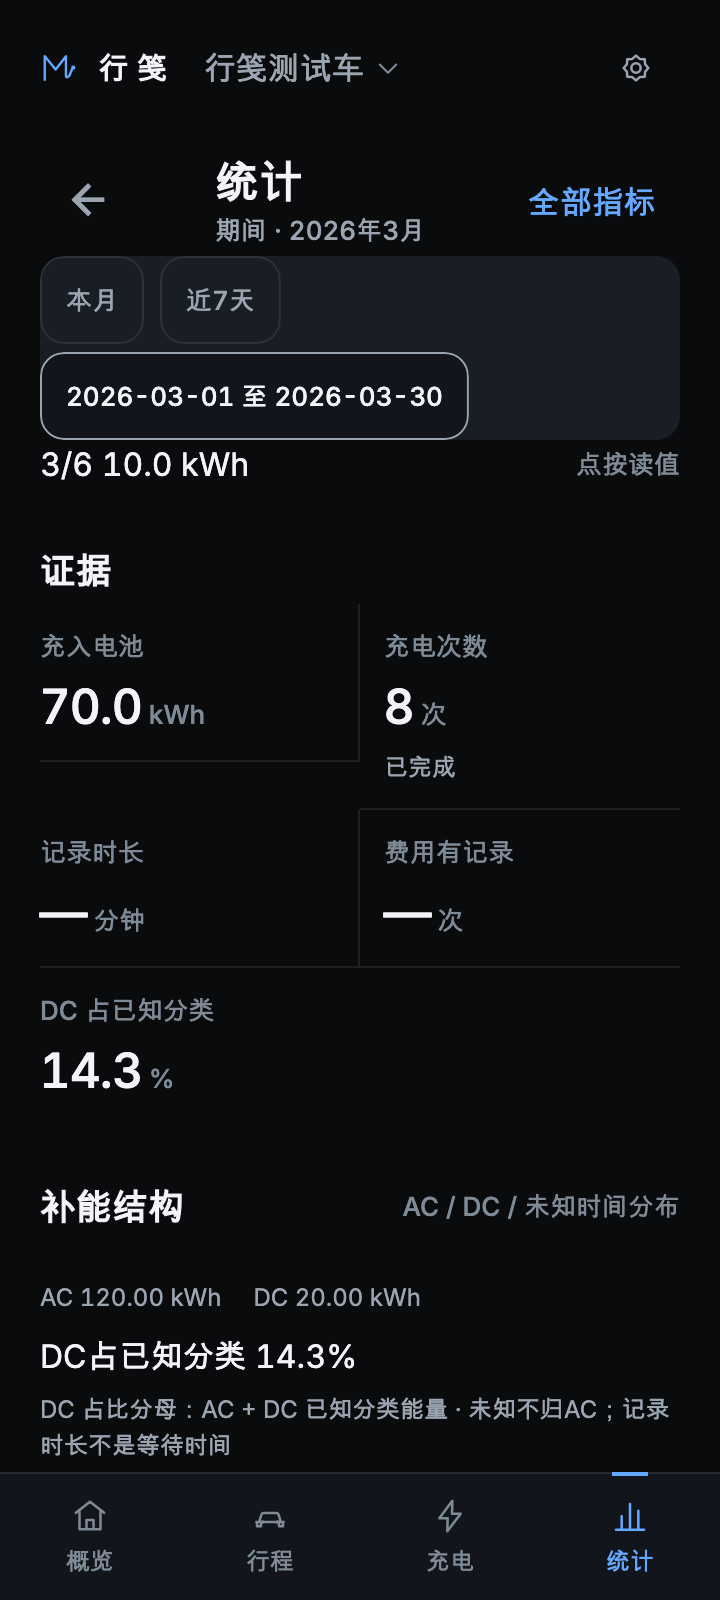 行笺 行笺测试车
统计
期间 · 2026年3月
全部指标
本月 近7天
2026-03-01 至 2026-03-30
3/6 10.0 kWh 点按读值
证据
充入电池 充电次数
70.0 kWh 8 次
已完成
记录时长 费用有记录
— 分钟 — 次
DC 占已知分类
14.3 %
补能结构 AC / DC / 未知时间分布
AC 120.00 kWh DC 20.00 kWh
DC占已知分类 14.3%
DC 占比分母：AC + DC 已知分类能量 · 未知不归AC；记录
时长不是等待时间
概览 行程 充电 统计